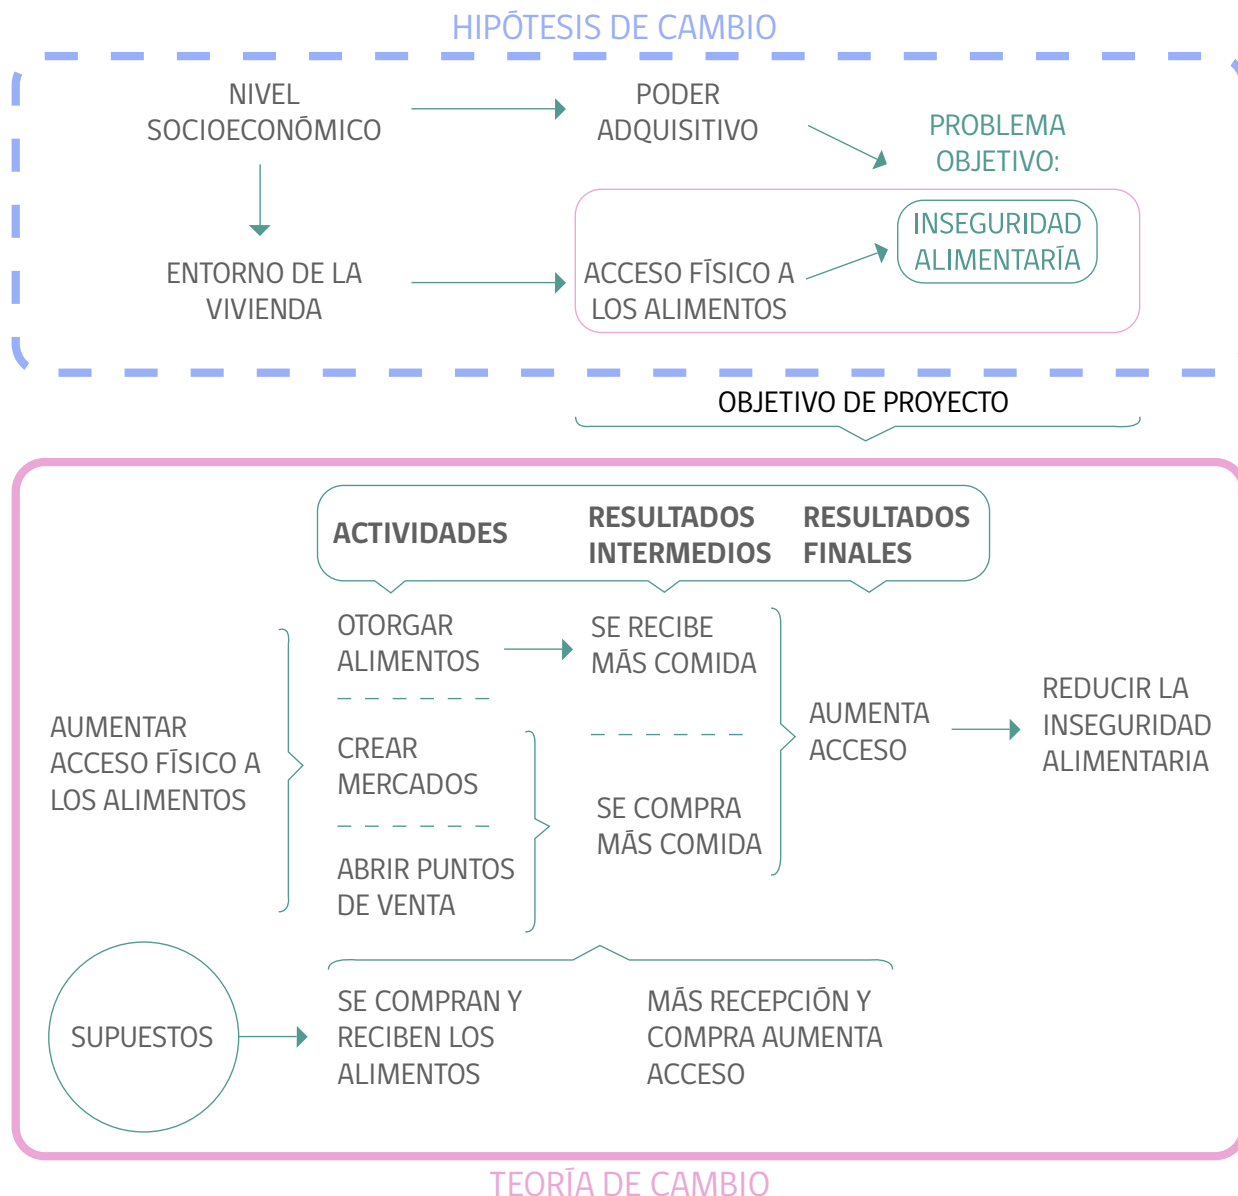 HIPÓTESIS DE CAMBIO
NIVEL
SOCIOECONÓMICO
PODER
ADQUISITIVO
PROBLEMA
OBJETIVO:
INSEGURIDAD
ALIMENTARÍA
ENTORNO DE LA
VIVIENDA
ACCESO FÍSICO A
LOS ALIMENTOS
OBJETIVO DE PROYECTO
ACTIVIDADES
RESULTADOS
INTERMEDIOS
RESULTADOS
FINALES
AUMENTAR
ACCESO FÍSICO A
LOS ALIMENTOS
OTORGAR
ALIMENTOS
CREAR
MERCADOS
ABRIR PUNTOS
DE VENTA
SE RECIBE
MÁS COMIDA
SE COMPRA
MÁS COMIDA
AUMENTA
ACCESO
REDUCIR LA
INSEGURIDAD
ALIMENTARIA
SUPUESTOS
SE COMPRAN Y
RECIBEN LOS
ALIMENTOS
MÁS RECEPCIÓN Y
COMPRA AUMENTA
ACCESO
TEORÍA DE CAMBIO